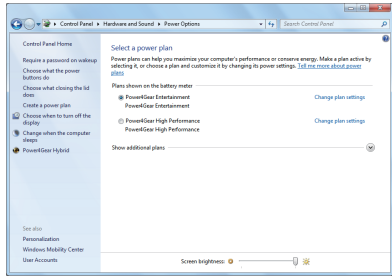 Control Panel ▸ Hardware and Sound ▸ Power Options
Search Control Panel
Control Panel Home
Require a password on wakeup
Choose what the power
buttons do
Choose what closing the lid
does
Create a power plan
Choose when to turn off the
display
Change when the computer
sleeps
Power4Gear Hybrid
See also
Personalization
Windows Mobility Center
User Accounts
Select a power plan
Power plans can help you maximize your computer's performance or conserve energy. Make a plan active by
selecting it, or choose a plan and customize it by changing its power settings. Tell me more about power
plans
Plans shown on the battery meter
Power4Gear Entertainment Change plan settings
Power4Gear Entertainment
Power4Gear High Performance Change plan settings
Power4Gear High Performance
Show additional plans
Screen brightness: